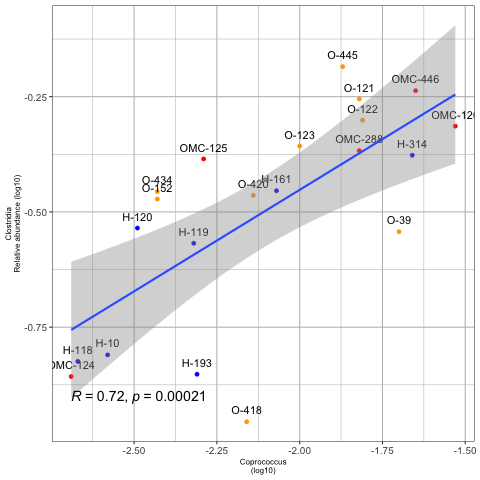 O-445
OMC-446
O-121
O-122
OMC-120
O-123
OMC-288
H-314
OMC-125
O-434
O-152
O-420
H-161
H-120
O-39
H-119
H-118
H-10
OMC-124
H-193
O-418
R = 0.72, p = 0.00021
-0.25
-0.50
-0.75
Clostridia
Relative abundance (log10)
-2.50
-2.25
-2.00
-1.75
-1.50
Coprococcus
(log10)